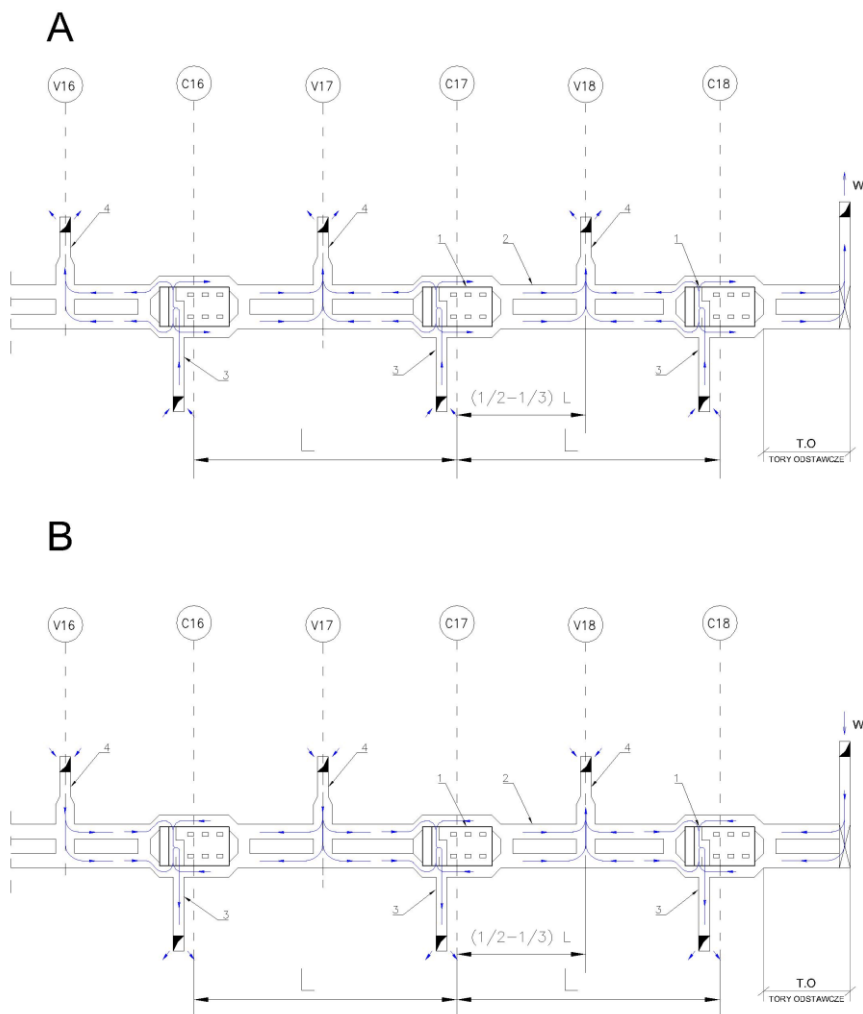 A
V16 C16 V17 C17 V18 C18
W
4 4 1 2 4 1
3 3 3
(1/2-1/3) L
L L
T.O
TORY ODSTAWCZE
B
V16 C16 V17 C17 V18 C18
W
4 4 1 2 4 1
3 3 3
(1/2-1/3) L
L L
T.O
TORY ODSTAWCZE